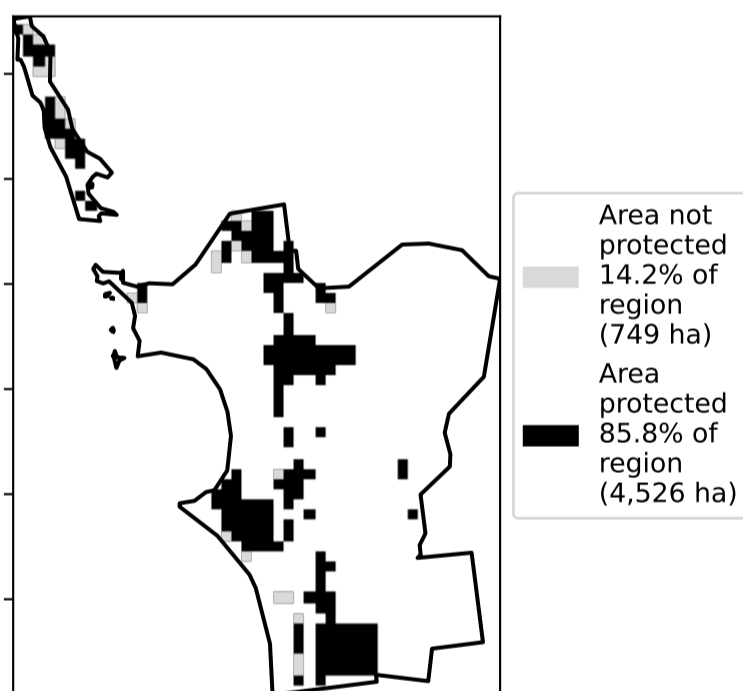 Area not
protected
14.2% of
region
(749 ha)
Area
protected
85.8% of
region
(4,526 ha)